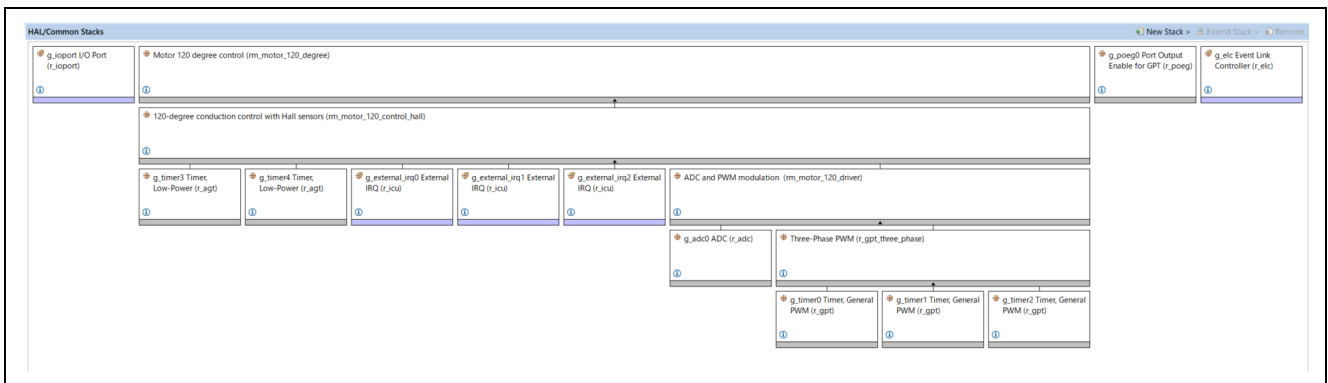 HAL/Common Stacks
New Stack >
Extend Stack >
Remove
g_ioport I/O Port
(r_ioport)
Motor 120 degree control (rm_motor_120_degree)
g_poeg0 Port Output
Enable for GPT (r_poeg)
g_elc Event Link
Controller (r_elc)
120-degree conduction control with Hall sensors (rm_motor_120_control_hall)
g_timer3 Timer,
Low-Power (r_agt)
g_timer4 Timer,
Low-Power (r_agt)
g_external_irq0 External
IRQ (r_icu)
g_external_irq1 External
IRQ (r_icu)
g_external_irq2 External
IRQ (r_icu)
ADC and PWM modulation (rm_motor_120_driver)
g_adc0 ADC (r_adc)
Three-Phase PWM (r_gpt_three_phase)
g_timer0 Timer, General
PWM (r_gpt)
g_timer1 Timer, General
PWM (r_gpt)
g_timer2 Timer, General
PWM (r_gpt)